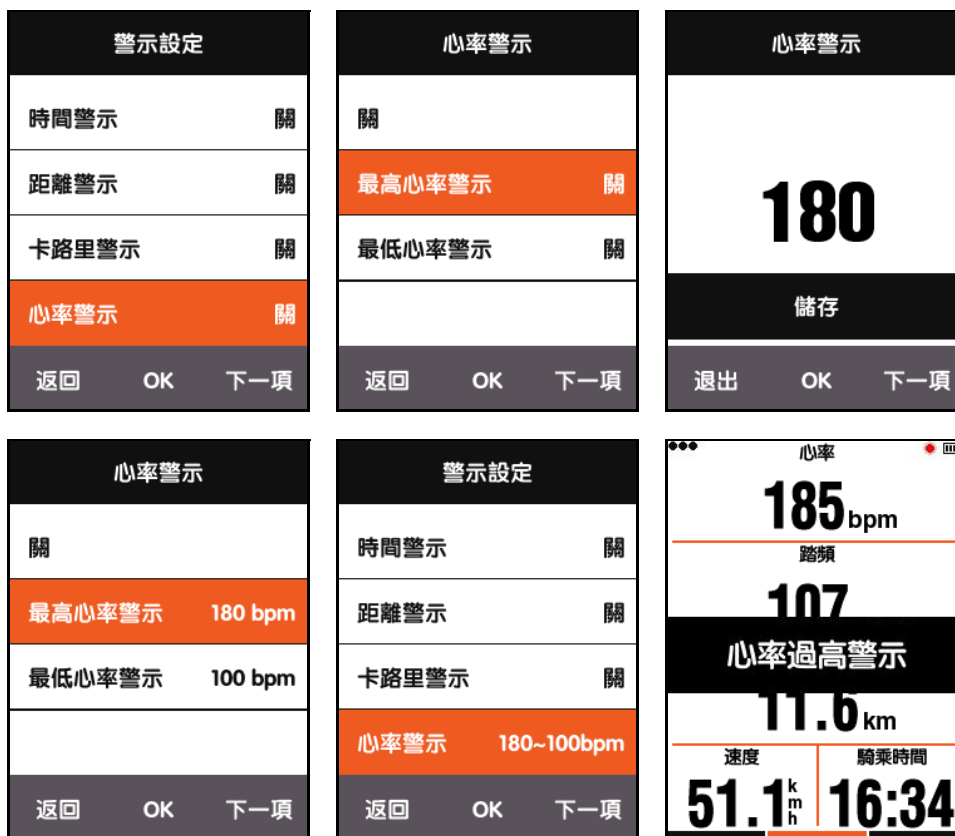 警示設定
時間警示 關
距離警示 關
卡路里警示 關
心率警示 關
返回 OK 下一項
心率警示
關
最高心率警示 關
最低心率警示 關
返回 OK 下一項
心率警示
180
儲存
退出 OK 下一項
心率警示
關
最高心率警示 180 bpm
最低心率警示 100 bpm
返回 OK 下一項
警示設定
時間警示 關
距離警示 關
卡路里警示 關
心率警示 180~100bpm
返回 OK 下一項
心率
185 bpm
踏頻
107
心率過高警示
11.6 km
速度 騎乘時間
51.1 kmh 16:34